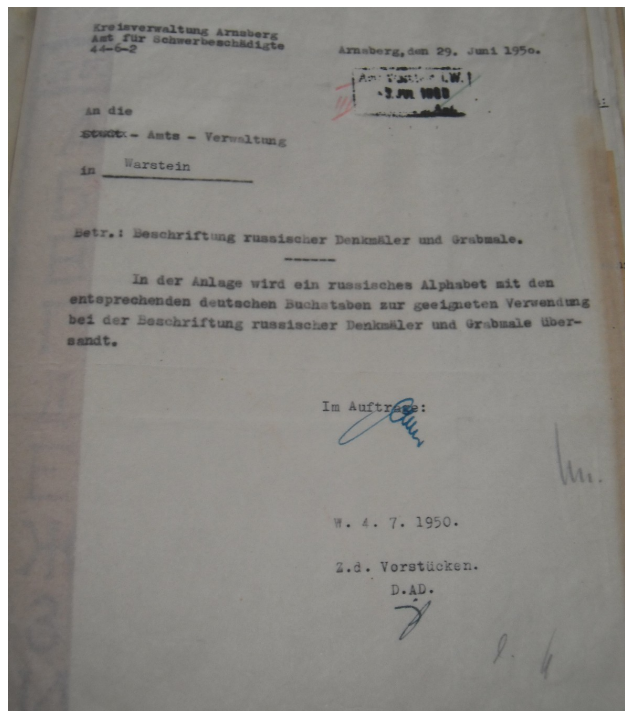 Kreisverwaltung Arnsberg
Amt für Schwerbeschädigte
44-6-2
Arnsberg, den 29. Juni 1950.
An die
- Amts - Verwaltung
in Warstein
Betr.: Beschriftung russischer Denkmäler und Grabmale.
In der Anlage wird ein russisches Alphabet mit den
entsprechenden deutschen Buchstaben zur geeigneten Verwendung
bei der Beschriftung russischer Denkmäler und Grabmale über-
sandt.
Im Auftrage:
W. 4. 7. 1950.
Z.d. Vorstücken.
D.AD.